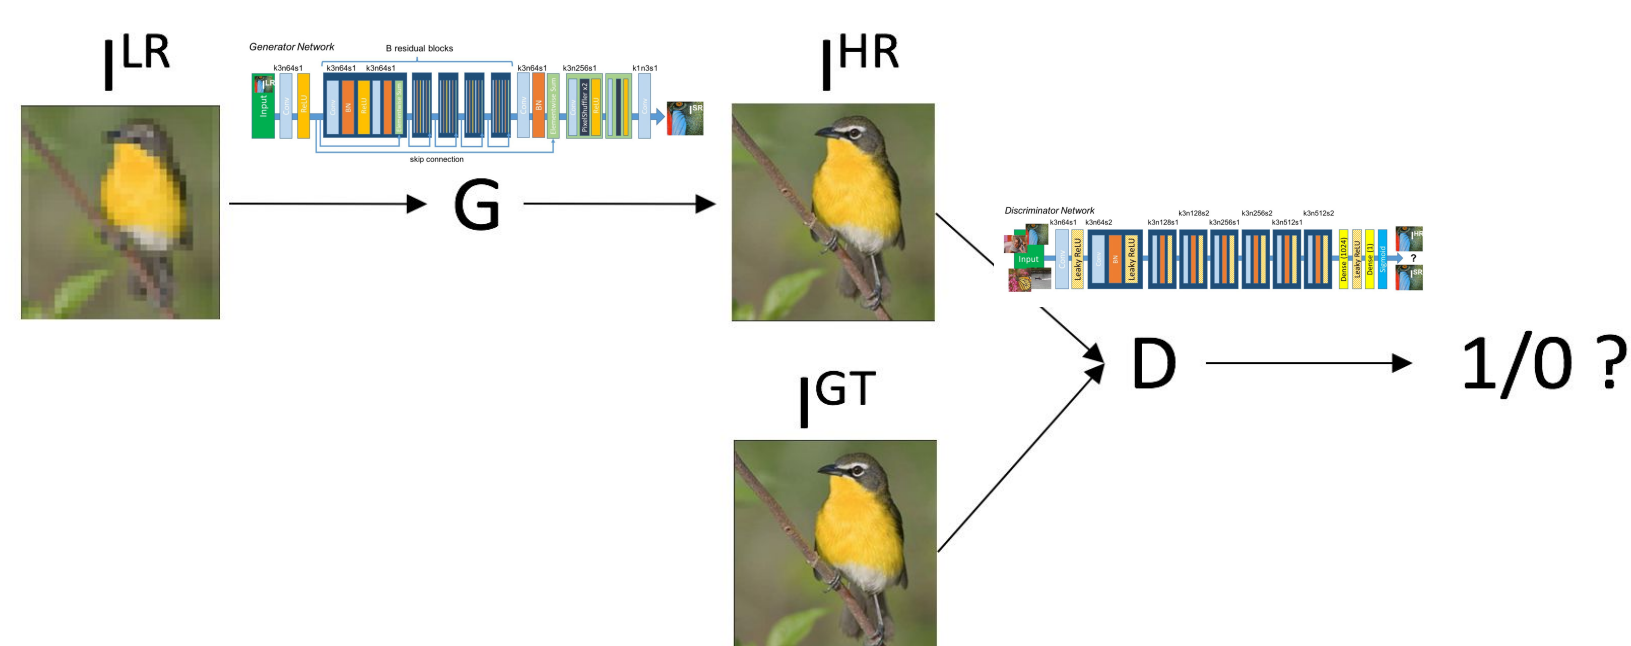 I^LR
Generator Network
B residual blocks
k3n64s1
k3n64s1 k3n64s1
k3n64s1
k3n256s1
k1n3s1
I^LR
Input
Conv
ReLU
Conv
BN
ReLU
Elementwise Sum
Conv
BN
Elementwise Sum
Conv
PixelShuffler x2
ReLU
Conv
I^SR
skip connection
G
I^HR
Discriminator Network
k3n64s1 k3n64s2
k3n128s1
k3n128s2
k3n256s1
k3n256s2
k3n512s1
k3n512s2
Input
Conv
Leaky ReLU
Conv
BN
Leaky ReLU
Dense (1024)
Leaky ReLU
Dense (1)
Sigmoid
I^HR
?
I^SR
D
1/0 ?
I^GT